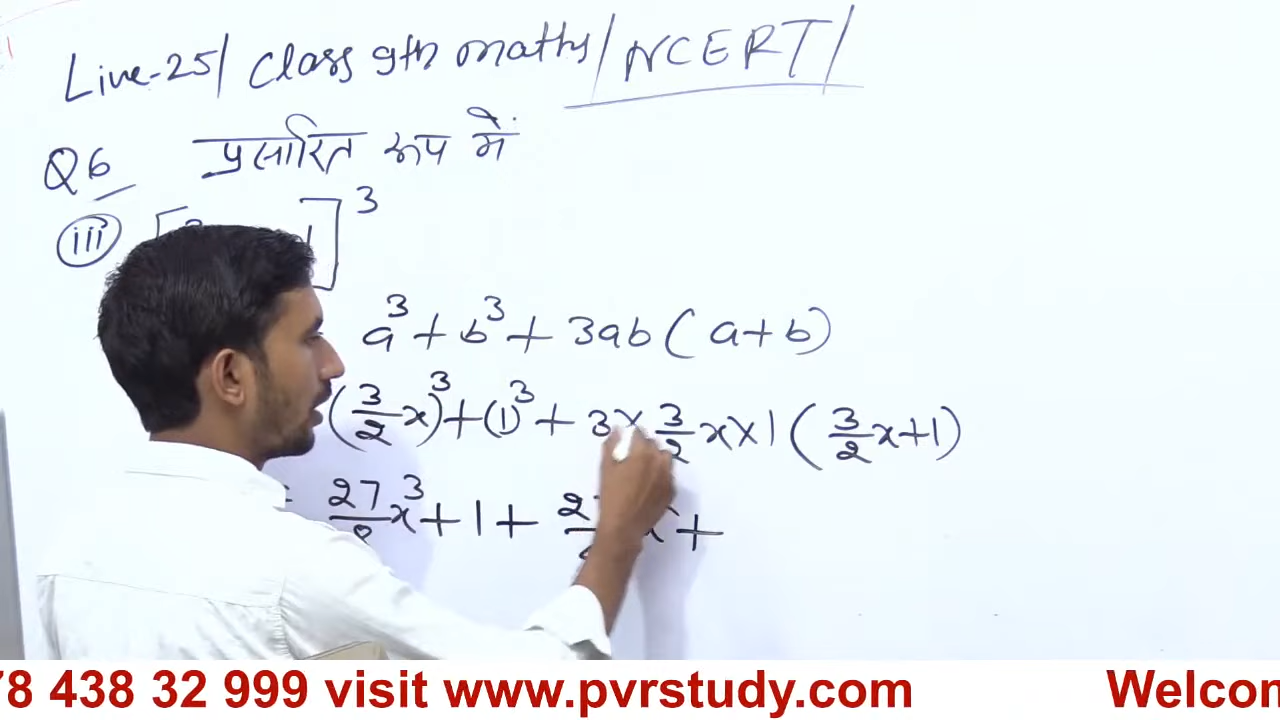 Live-25/ Class 9th maths/NCERT/
Q6 प्रसारित रूप में
(iii) [ ]³
a³+b³+3ab(a+b)
(3/2 x)³+(1)³+3×3/2 x×1(3/2 x+1)
= 27/8 x³+1+ +
78 438 32 999 visit www.pvrstudy.com Welcom